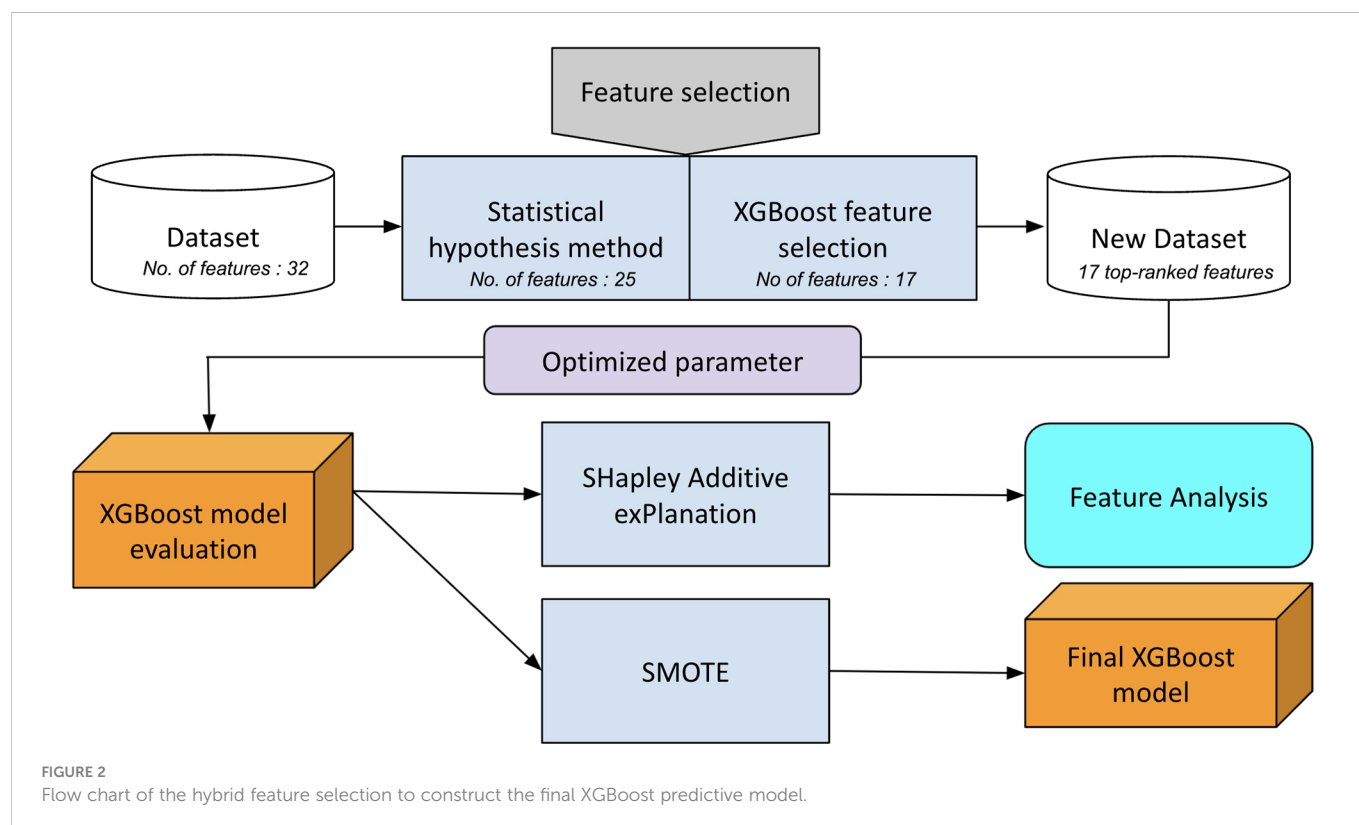 Feature selection
Dataset
No. of features : 32
Statistical
hypothesis method
No. of features : 25
XGBoost feature
selection
No of features : 17
New Dataset
17 top-ranked features
Optimized parameter
XGBoost model
evaluation
SHapley Additive
exPlanation
Feature Analysis
SMOTE
Final XGBoost
model
FIGURE 2
Flow chart of the hybrid feature selection to construct the final XGBoost predictive model.